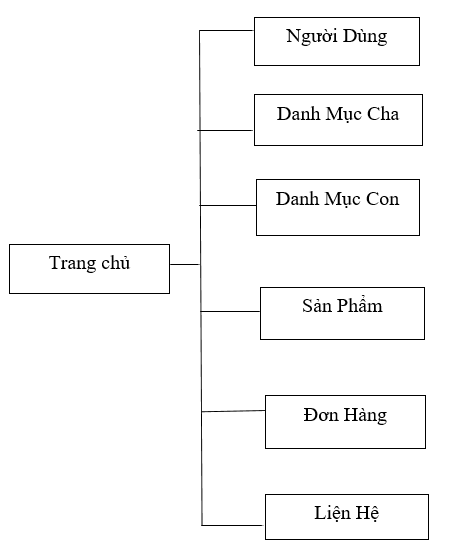 Người Dùng
Danh Mục Cha
Danh Mục Con
Trang chủ
Sản Phẩm
Đơn Hàng
Liện Hệ